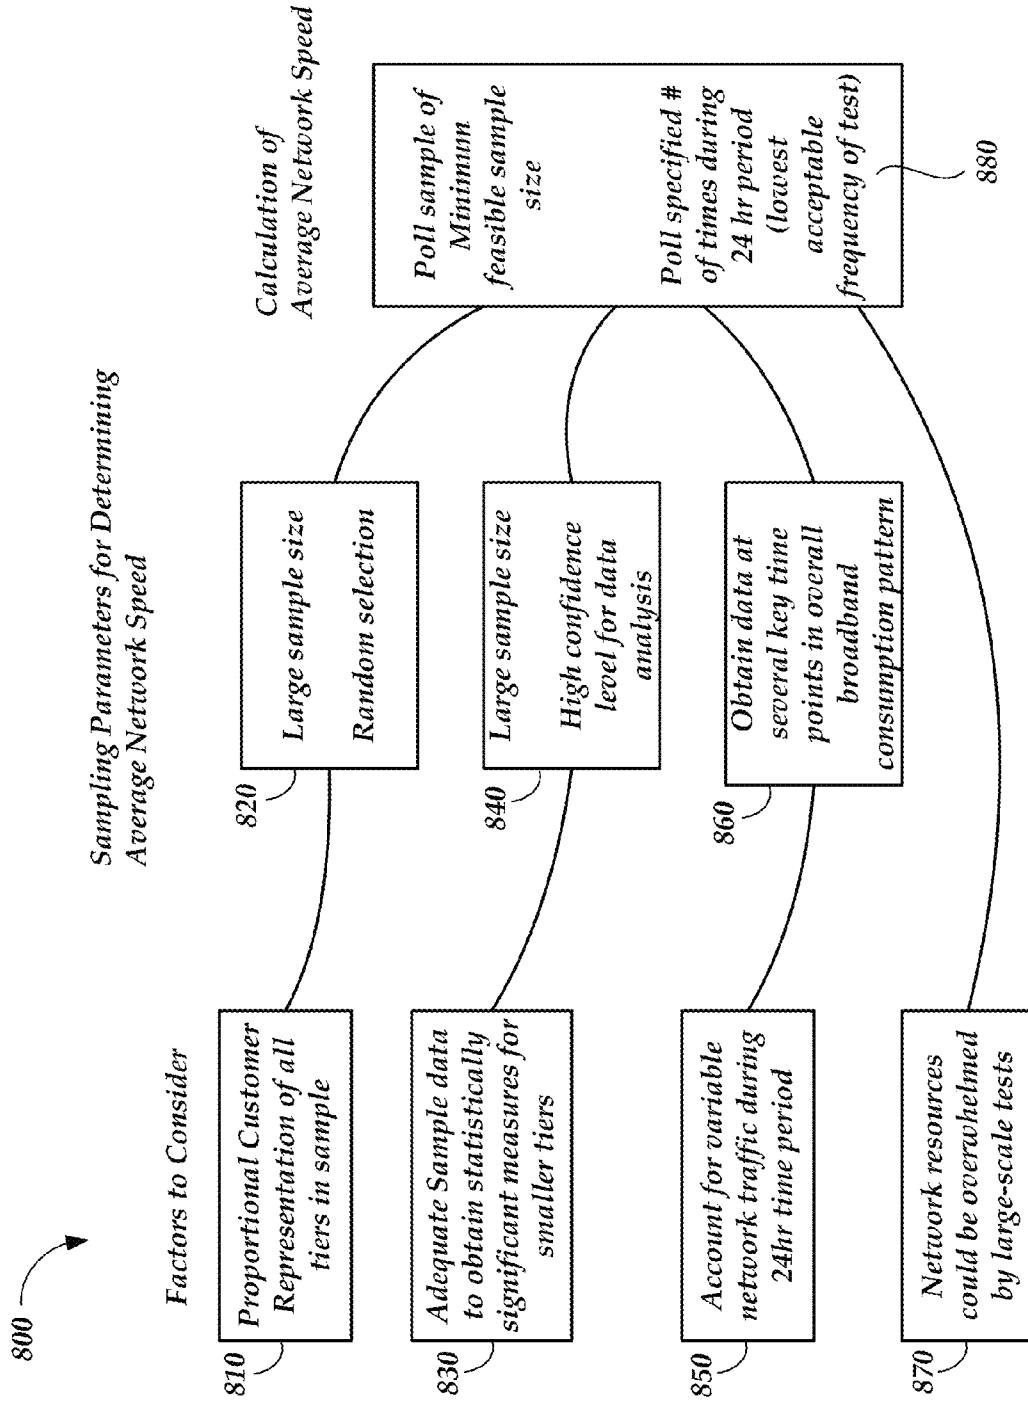 800
Sampling Parameters for Determining
Average Network Speed
Factors to Consider
Calculation of
Average Network Speed
810
Proportional Customer
Representation of all
tiers in sample
820
Large sample size
Random selection
830
Adequate Sample data
to obtain statistically
significant measures for
smaller tiers
840
Large sample size
High confidence
level for data
analysis
850
Account for variable
network traffic during
24hr time period
860
Obtain data at
several key time
points in overall
broadband
consumption pattern
870
Network resources
could be overwhelmed
by large-scale tests
Poll sample of
Minimum
feasible sample
size
Poll specified #
of times during
24 hr period
(lowest
acceptable
frequency of test)
880